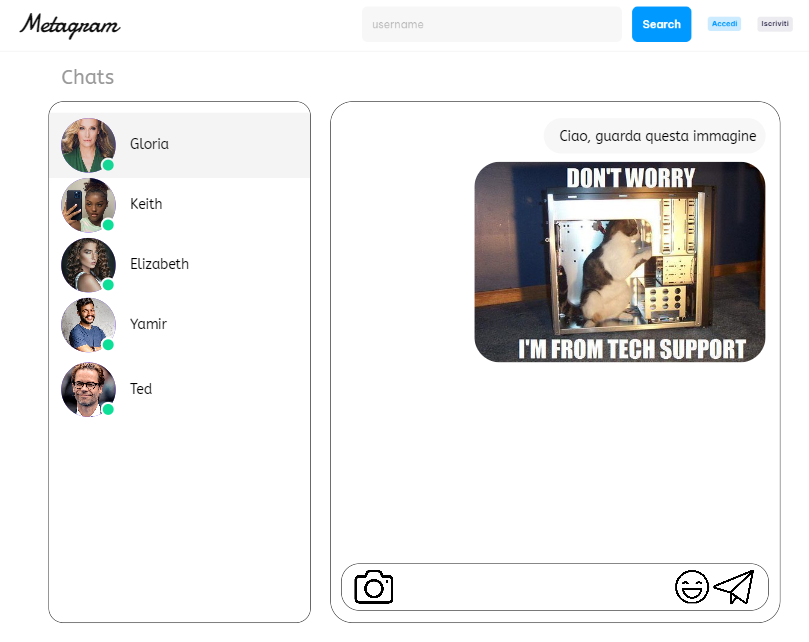 Metagram
username
Search
Accedi
Iscriviti
Chats
Gloria
Keith
Elizabeth
Yamir
Ted
Ciao, guarda questa immagine
DON'T WORRY
I'M FROM TECH SUPPORT